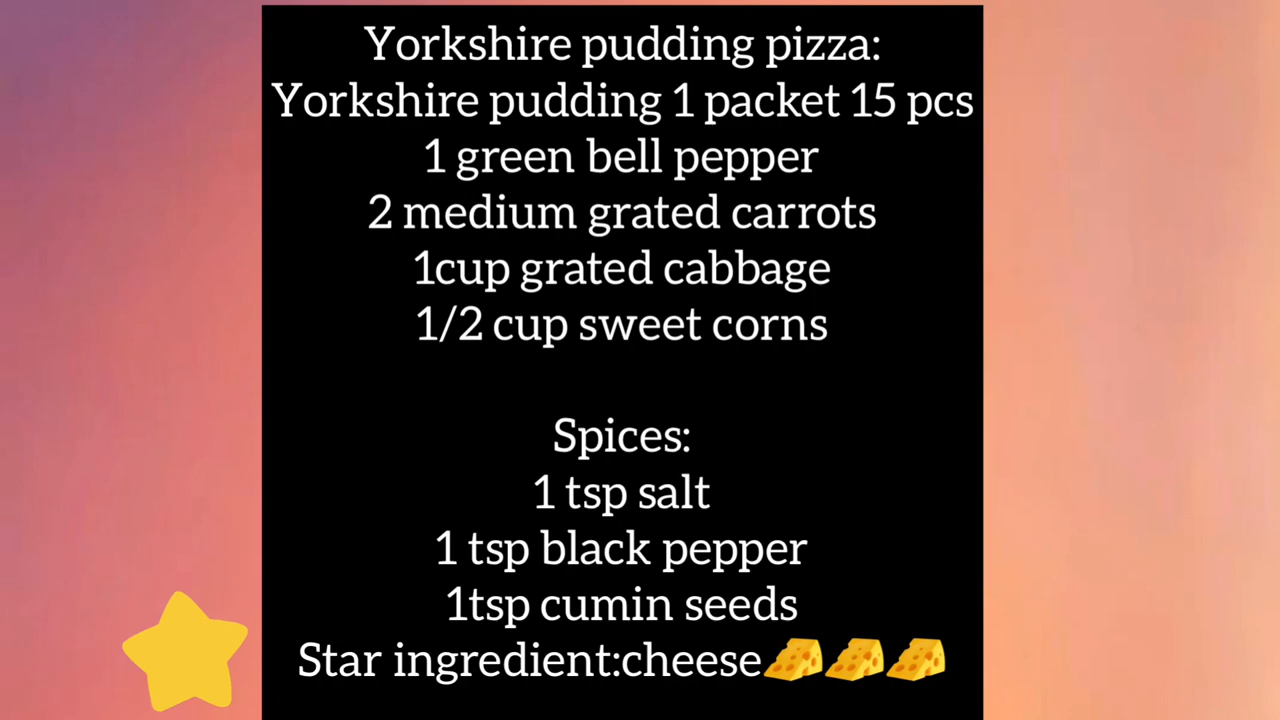 Yorkshire pudding pizza:
Yorkshire pudding 1 packet 15 pcs
1 green bell pepper
2 medium grated carrots
1cup grated cabbage
1/2 cup sweet corns
Spices:
1 tsp salt
1 tsp black pepper
1tsp cumin seeds
Star ingredient:cheese🧀🧀🧀